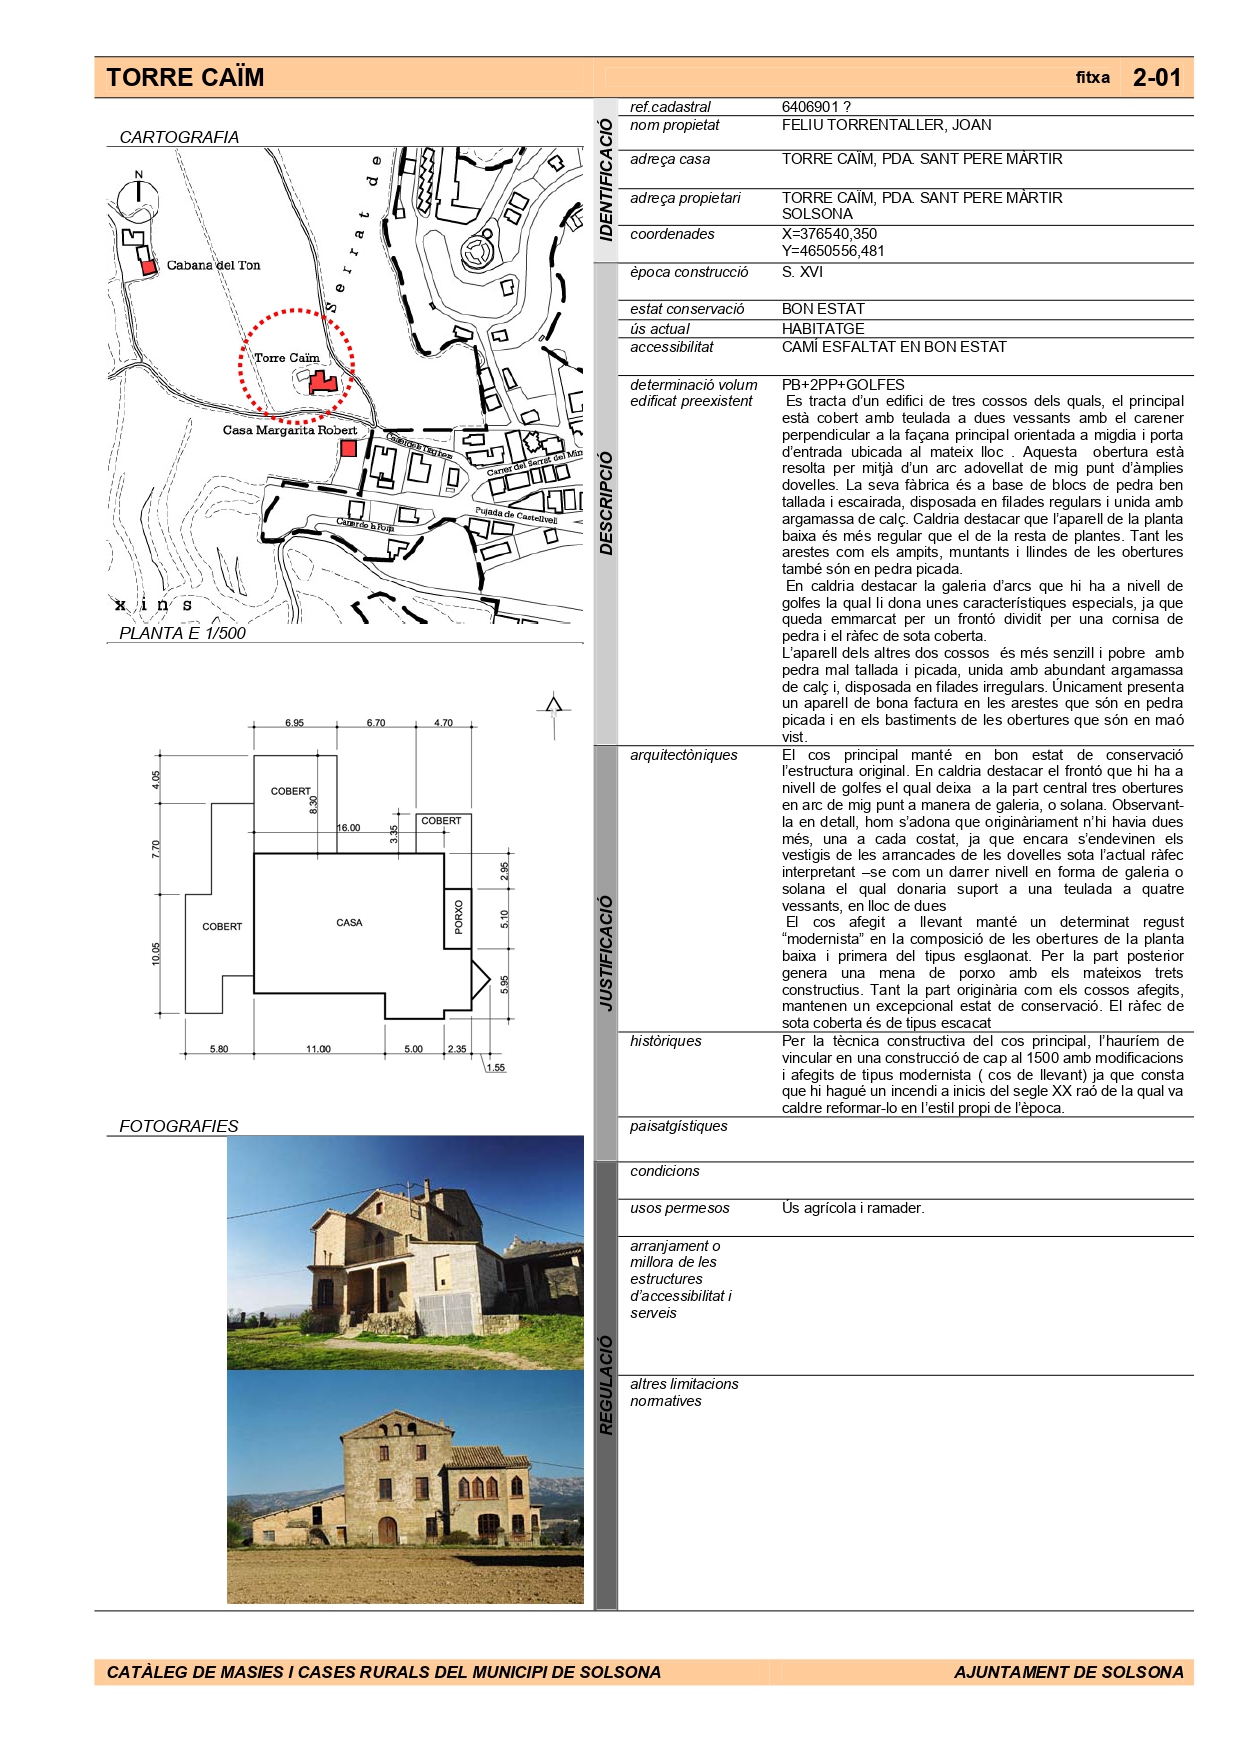 TORRE CAÏM
fitxa 2-01
CARTOGRAFIA
N
Serrat de
Cabana del Ton
Torre Caïm
Casa Margarita Robert
Carrer del Serret del Min
Pujada de Castellvell
Carrer de la Font
xins
PLANTA E 1/500
6.95
6.70
4.70
4.05
COBERT
8.30
COBERT
16.00
3.35
7.70
2.95
COBERT
CASA
PORXO
5.10
10.05
5.95
5.80
11.00
5.00
2.35
1.55
FOTOGRAFIES
IDENTIFICACIÓ
ref.cadastral 6406901 ?
nom propietat FELIU TORRENTALLER, JOAN
adreça casa TORRE CAÏM, PDA. SANT PERE MÀRTIR
adreça propietari TORRE CAÏM, PDA. SANT PERE MÀRTIR
SOLSONA
coordenades X=376540,350
Y=4650556,481
DESCRIPCIÓ
època construcció S. XVI
estat conservació BON ESTAT
ús actual HABITATGE
accessibilitat CAMÍ ESFALTAT EN BON ESTAT
determinació volum PB+2PP+GOLFES
edificat preexistent Es tracta d'un edifici de tres cossos dels quals, el principal
està cobert amb teulada a dues vessants amb el carener
perpendicular a la façana principal orientada a migdia i porta
d'entrada ubicada al mateix lloc . Aquesta obertura està
resolta per mitjà d'un arc adovellat de mig punt d'àmplies
dovelles. La seva fàbrica és a base de blocs de pedra ben
tallada i escairada, disposada en filades regulars i unida amb
argamassa de calç. Caldria destacar que l'aparell de la planta
baixa és més regular que el de la resta de plantes. Tant les
arestes com els ampits, muntants i llindes de les obertures
també són en pedra picada.
En caldria destacar la galeria d'arcs que hi ha a nivell de
golfes la qual li dona unes característiques especials, ja que
queda emmarcat per un frontó dividit per una cornisa de
pedra i el ràfec de sota coberta.
L'aparell dels altres dos cossos és més senzill i pobre amb
pedra mal tallada i picada, unida amb abundant argamassa
de calç i, disposada en filades irregulars. Únicament presenta
un aparell de bona factura en les arestes que són en pedra
picada i en els bastiments de les obertures que són en maó
vist.
JUSTIFICACIÓ
arquitectòniques El cos principal manté en bon estat de conservació
l'estructura original. En caldria destacar el frontó que hi ha a
nivell de golfes el qual deixa a la part central tres obertures
en arc de mig punt a manera de galeria, o solana. Observant-
la en detall, hom s'adona que originàriament n'hi havia dues
més, una a cada costat, ja que encara s'endevinen els
vestigis de les arrancades de les dovelles sota l'actual ràfec
interpretant –se com un darrer nivell en forma de galeria o
solana el qual donaria suport a una teulada a quatre
vessants, en lloc de dues
El cos afegit a llevant manté un determinat regust
“modernista” en la composició de les obertures de la planta
baixa i primera del tipus esglaonat. Per la part posterior
genera una mena de porxo amb els mateixos trets
constructius. Tant la part originària com els cossos afegits,
mantenen un excepcional estat de conservació. El ràfec de
sota coberta és de tipus escacat
històriques Per la tècnica constructiva del cos principal, l'hauríem de
vincular en una construcció de cap al 1500 amb modificacions
i afegits de tipus modernista ( cos de llevant) ja que consta
que hi hagué un incendi a inicis del segle XX raó de la qual va
caldre reformar-lo en l'estil propi de l'època.
paisatgístiques
REGULACIÓ
condicions
usos permesos Ús agrícola i ramader.
arranjament o
millora de les
estructures
d'accessibilitat i
serveis
altres limitacions
normatives
CATÀLEG DE MASIES I CASES RURALS DEL MUNICIPI DE SOLSONA
AJUNTAMENT DE SOLSONA